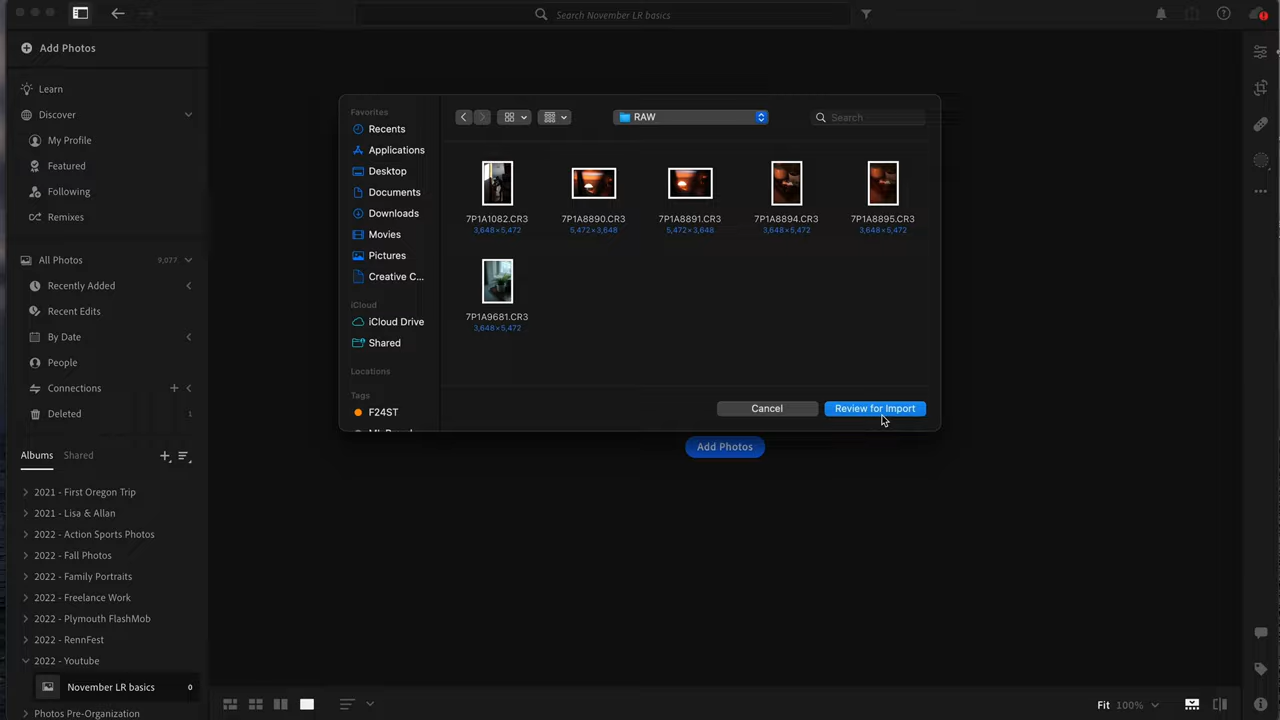 Search November LR basics
Add Photos
Learn
Discover
My Profile
Featured
Following
Remixes
All Photos 9,077
Recently Added
Recent Edits
By Date
People
Connections
Deleted 1
Albums Shared
2021 - First Oregon Trip
2021 - Lisa & Allan
2022 - Action Sports Photos
2022 - Fall Photos
2022 - Family Portraits
2022 - Freelance Work
2022 - Plymouth FlashMob
2022 - RennFest
2022 - Youtube
November LR basics 0
Photos Pre-Organization
Favorites
Recents
Applications
Desktop
Documents
Downloads
Movies
Pictures
Creative C...
iCloud
iCloud Drive
Shared
Locations
Tags
F24ST
RAW
Search
7P1A1082.CR3 7P1A8890.CR3 7P1A8891.CR3 7P1A8894.CR3 7P1A8895.CR3
3,648×5,472 5,472×3,648 5,472×3,648 3,648×5,472 3,648×5,472
7P1A9681.CR3
3,648×5,472
Cancel Review for Import
Add Photos
Fit 100%